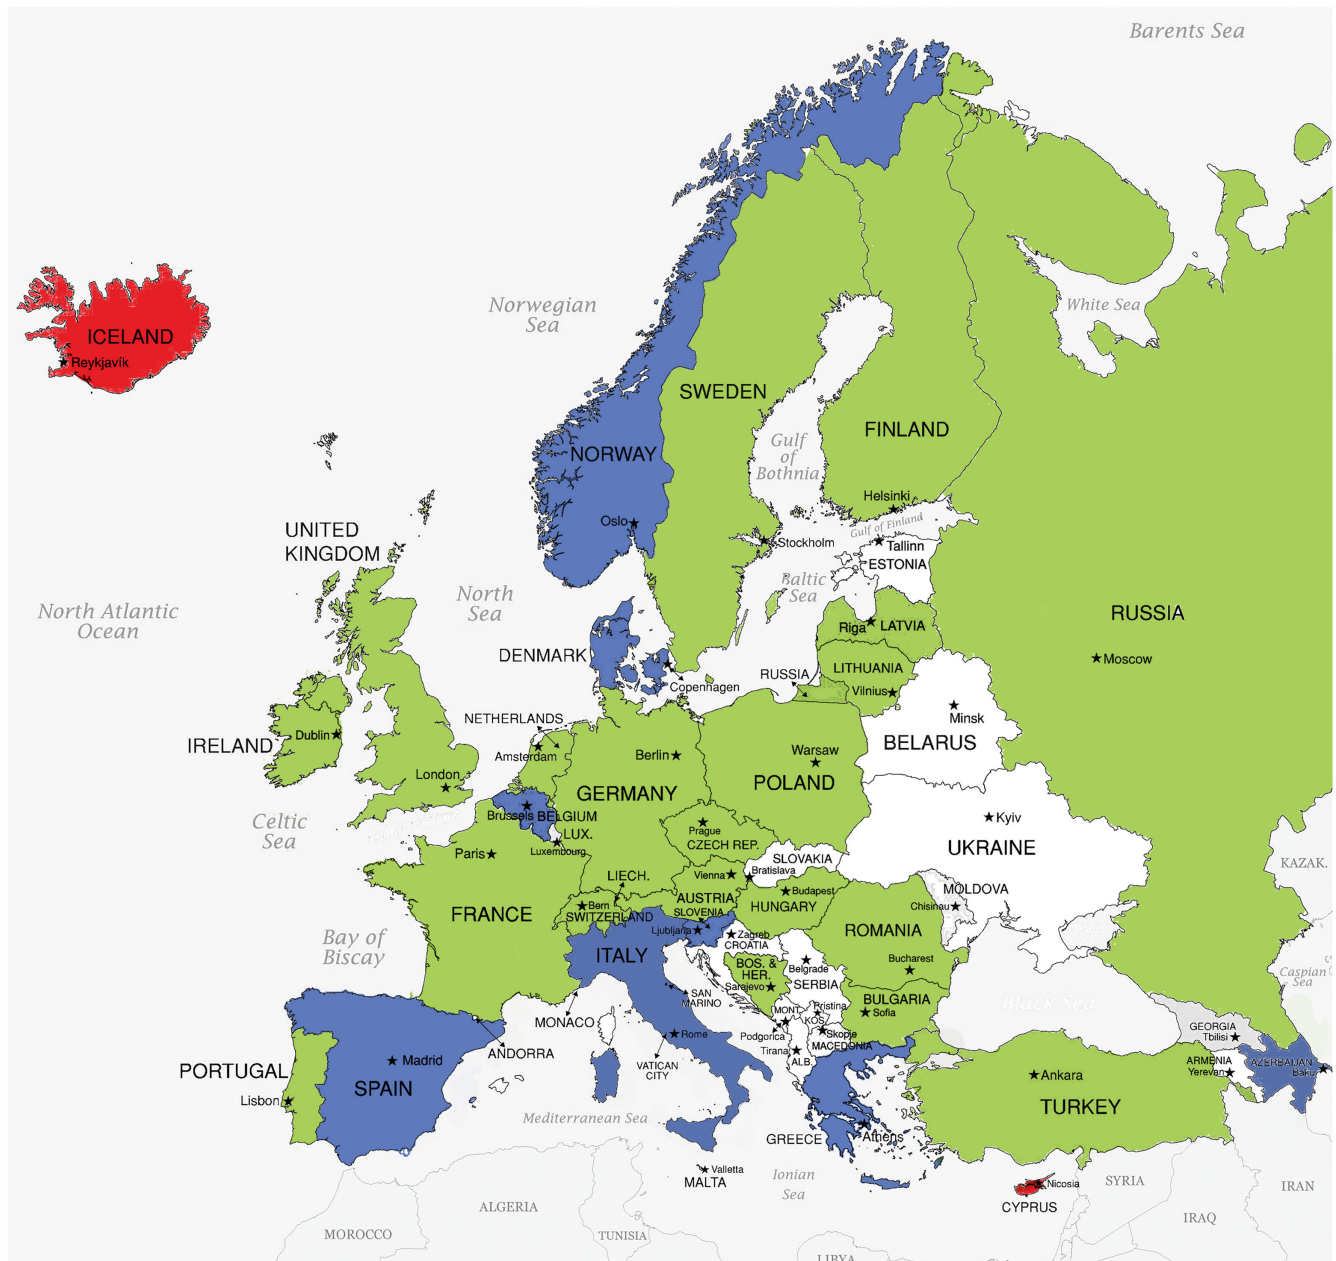 Barents Sea
Norwegian
Sea
White Sea
ICELAND
Reykjavík
SWEDEN
FINLAND
NORWAY
Gulf
of
Bothnia
Helsinki
Oslo
Stockholm
Gulf of Finland
Tallinn
ESTONIA
UNITED
KINGDOM
North Atlantic
Ocean
North
Sea
Baltic
Sea
RUSSIA
Moscow
Riga
LATVIA
DENMARK
Copenhagen
RUSSIA
LITHUANIA
Vilnius
Minsk
BELARUS
NETHERLANDS
Amsterdam
IRELAND
Dublin
London
Berlin
GERMANY
Warsaw
POLAND
Celtic
Sea
Brussels
BELGIUM
LUX.
Luxembourg
Prague
CZECH REP.
Kyiv
UKRAINE
KAZAK.
Paris
FRANCE
LIECH.
Bern
SWITZERLAND
Vienna
AUSTRIA
SLOVAKIA
Bratislava
Budapest
HUNGARY
MOLDOVA
Chisinau
SLOVENIA
Ljubljana
Zagreb
CROATIA
ROMANIA
Bucharest
Bay of
Biscay
ITALY
BOS. &
HER.
Sarajevo
Belgrade
SERBIA
Caspian
Sea
SAN
MARINO
MONACO
MONT.
Podgorica
Pristina
KOS.
BULGARIA
Sofia
Black Sea
GEORGIA
Tbilisi
ANDORRA
VATICAN
CITY
Rome
Tirana
ALB.
Skopje
MACEDONIA
ARMENIA
Yerevan
AZERBAIJAN
Baku
PORTUGAL
Lisbon
Madrid
SPAIN
Ankara
TURKEY
Mediterranean Sea
GREECE
Athens
Ionian
Sea
Valletta
MALTA
Nicosia
CYPRUS
SYRIA
IRAQ
IRAN
MOROCCO
ALGERIA
TUNISIA
LIBYA